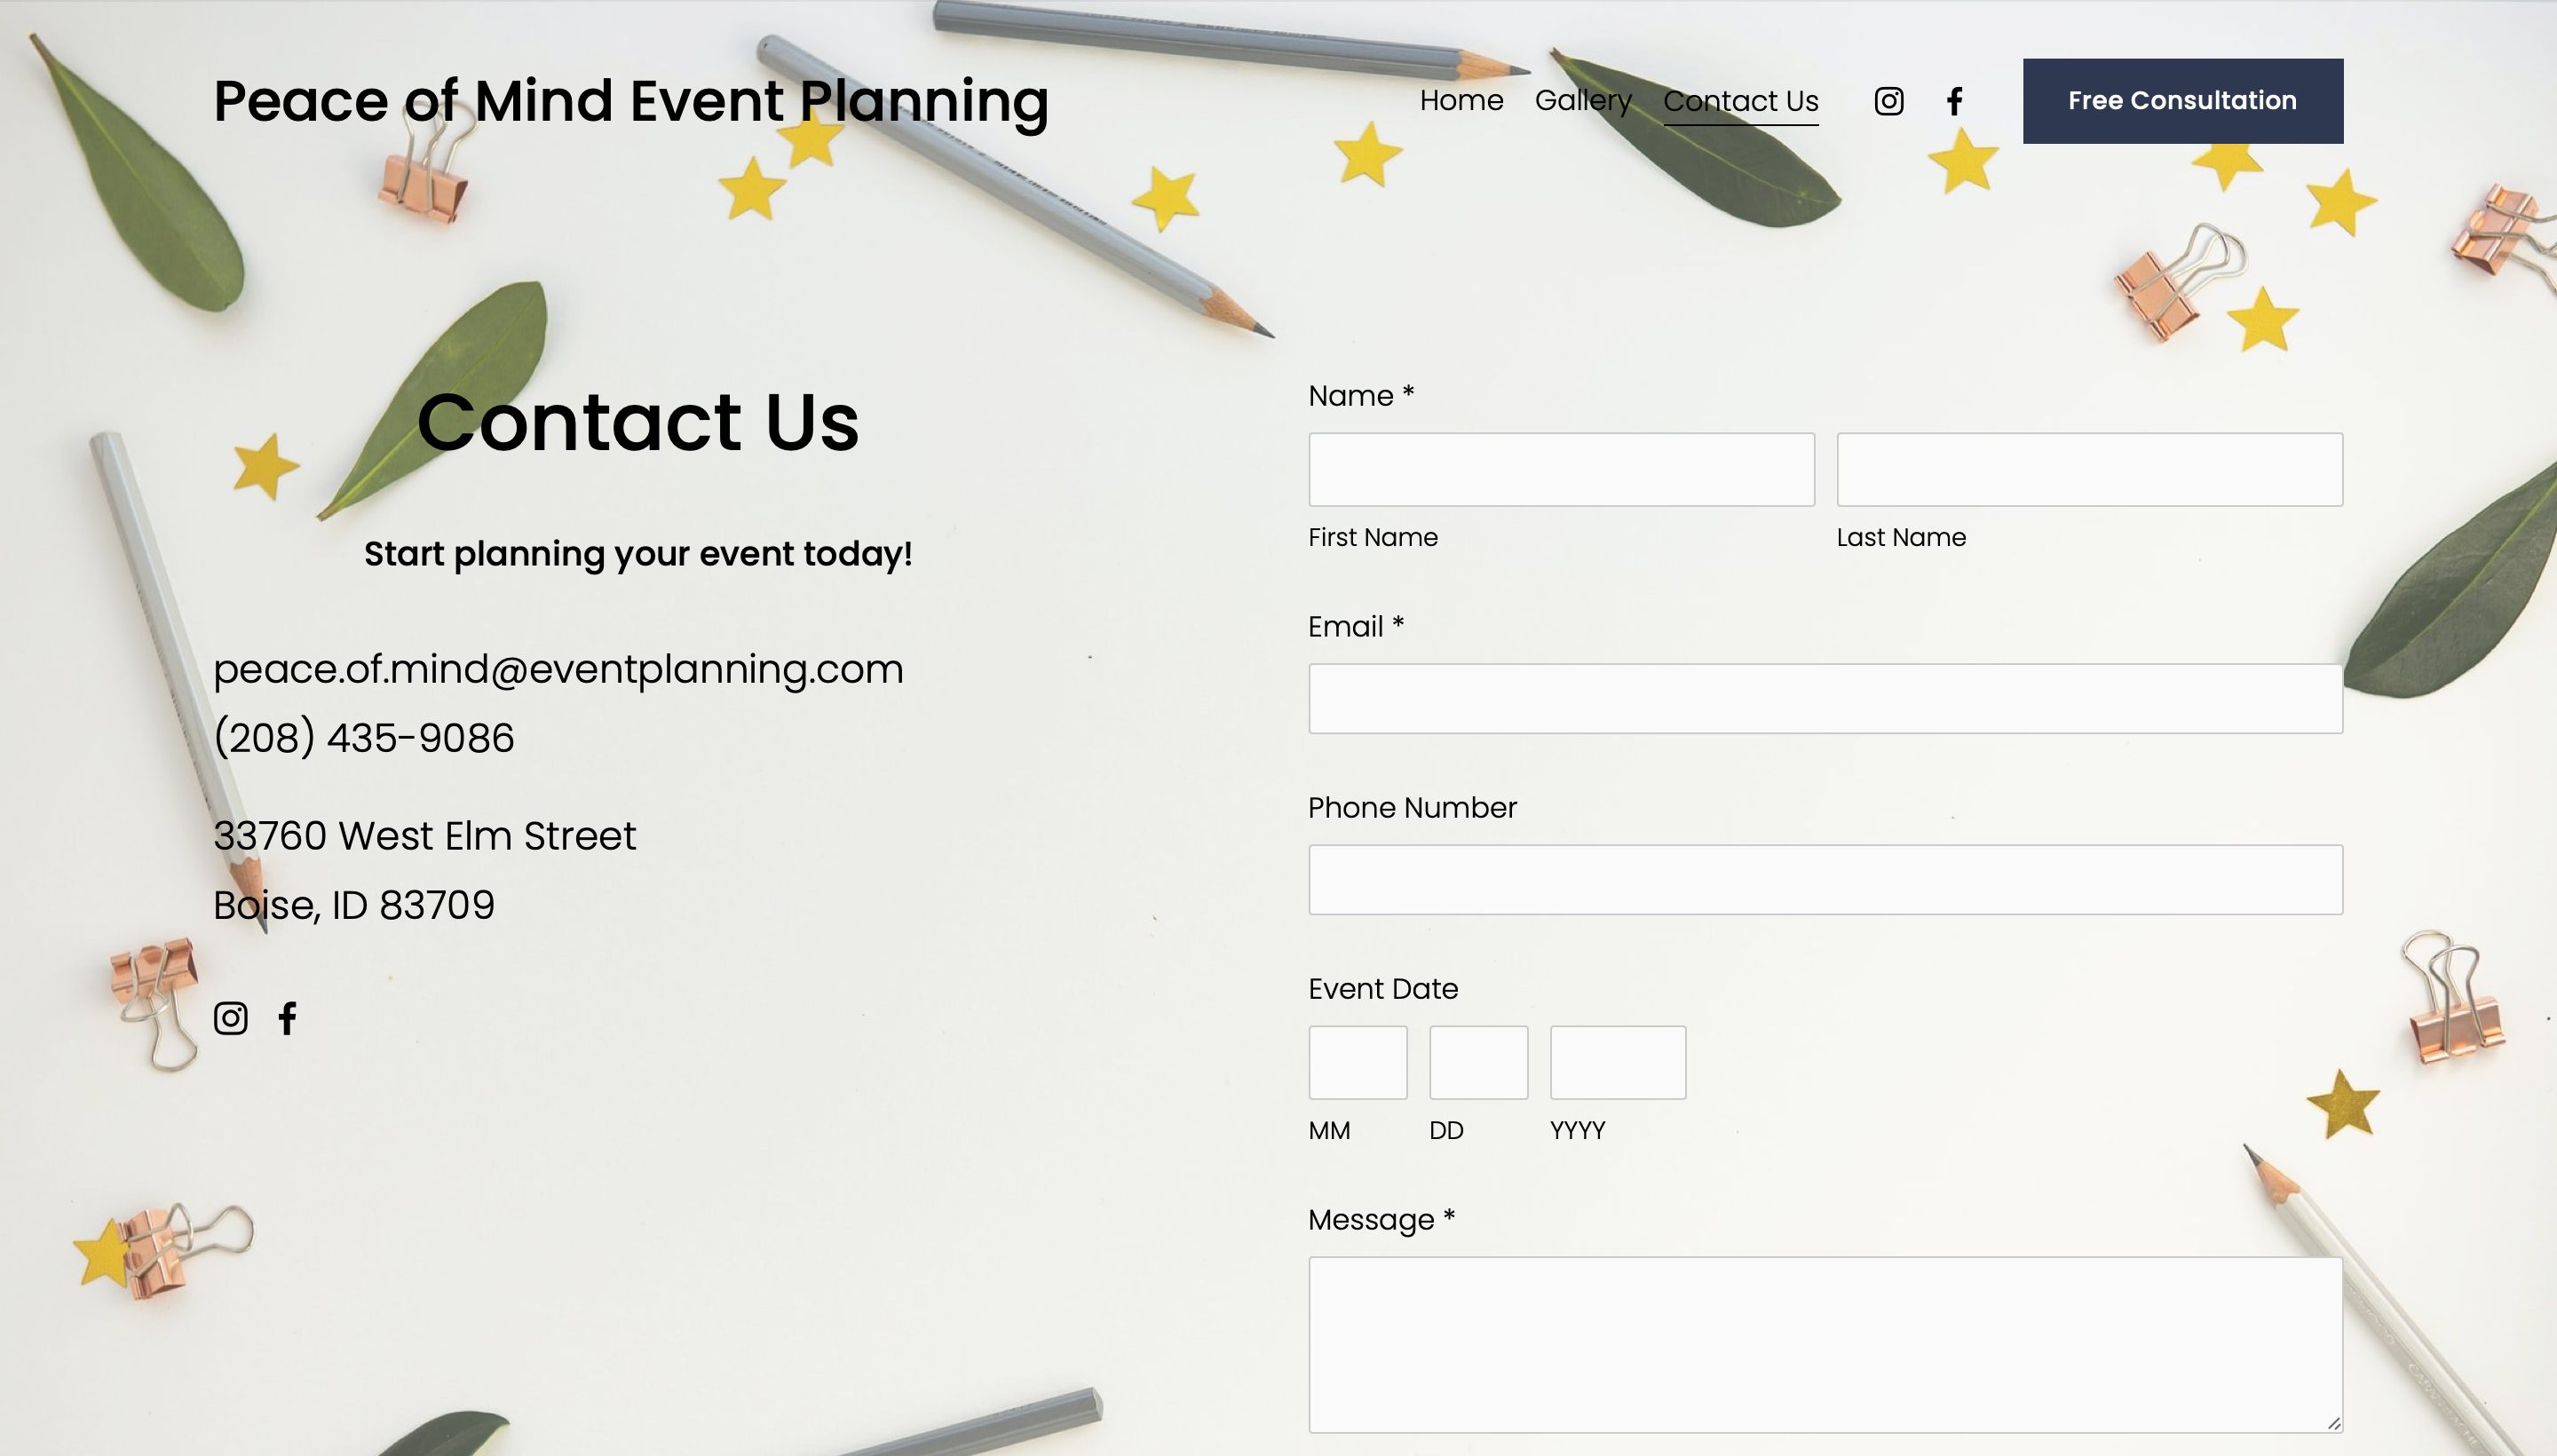 Peace of Mind Event Planning
Home Gallery Contact Us Free Consultation
Contact Us
Start planning your event today!
peace.of.mind@eventplanning.com
(208) 435-9086
33760 West Elm Street
Boise, ID 83709
Name *
First Name Last Name
Email *
Phone Number
Event Date
MM DD YYYY
Message *